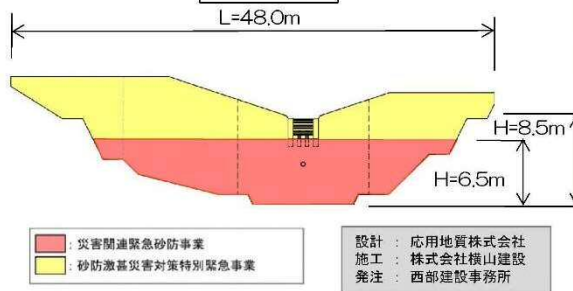 L=48.0m
H=8.5m
H=6.5m
: 災害関連緊急砂防事業
: 砂防激甚災害対策特別緊急事業
設計 : 応用地質株式会社
施工 : 株式会社横山建設
発注 : 西部建設事務所